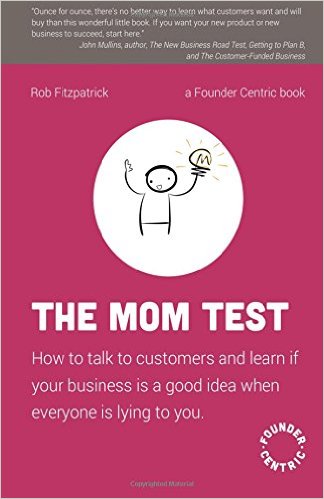 "Ounce for ounce, there's no better way to learn what customers want and will
buy than this wonderful little book. If you want your new product or new
business to succeed, start here."
John Mullins, author, The New Business Road Test, Getting to Plan B,
and The Customer-Funded Business
Rob Fitzpatrick
a Founder Centric book
THE MOM TEST
How to talk to customers and learn if
your business is a good idea when
everyone is lying to you.
FOUNDER
CENTRIC
Copyrighted Material